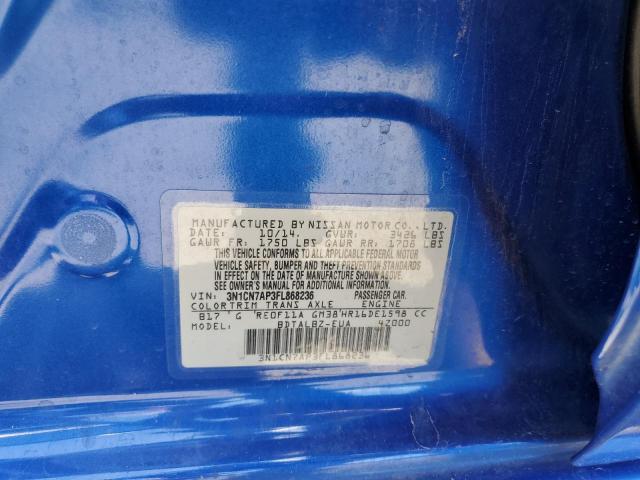 MANUFACTURED BY NISSAN MOTOR CO., LTD.
DATE: 10/14. GVWR: 3426 LBS
GAWR FR: 1750 LBS GAWR RR: 1706 LBS
THIS VEHICLE CONFORMS TO ALL APPLICABLE FEDERAL MOTOR
VEHICLE SAFETY, BUMPER AND THEFT PREVENTION STANDARDS
IN EFFECT ON THE DATE OF MANUFACTURE SHOWN ABOVE.
SEE OWNER'S MANUAL FOR ADDITIONAL INFORMATION.
VIN: 3N1CN7AP3FL868236 PASSENGER CAR.
COLOR TRIM TRANS AXLE ENGINE
B17 G RE0F11A GM38 HR16DE1598 CC
MODEL: BDTALBZ-EUA 4Z000
3N1CN7AP3FL868236